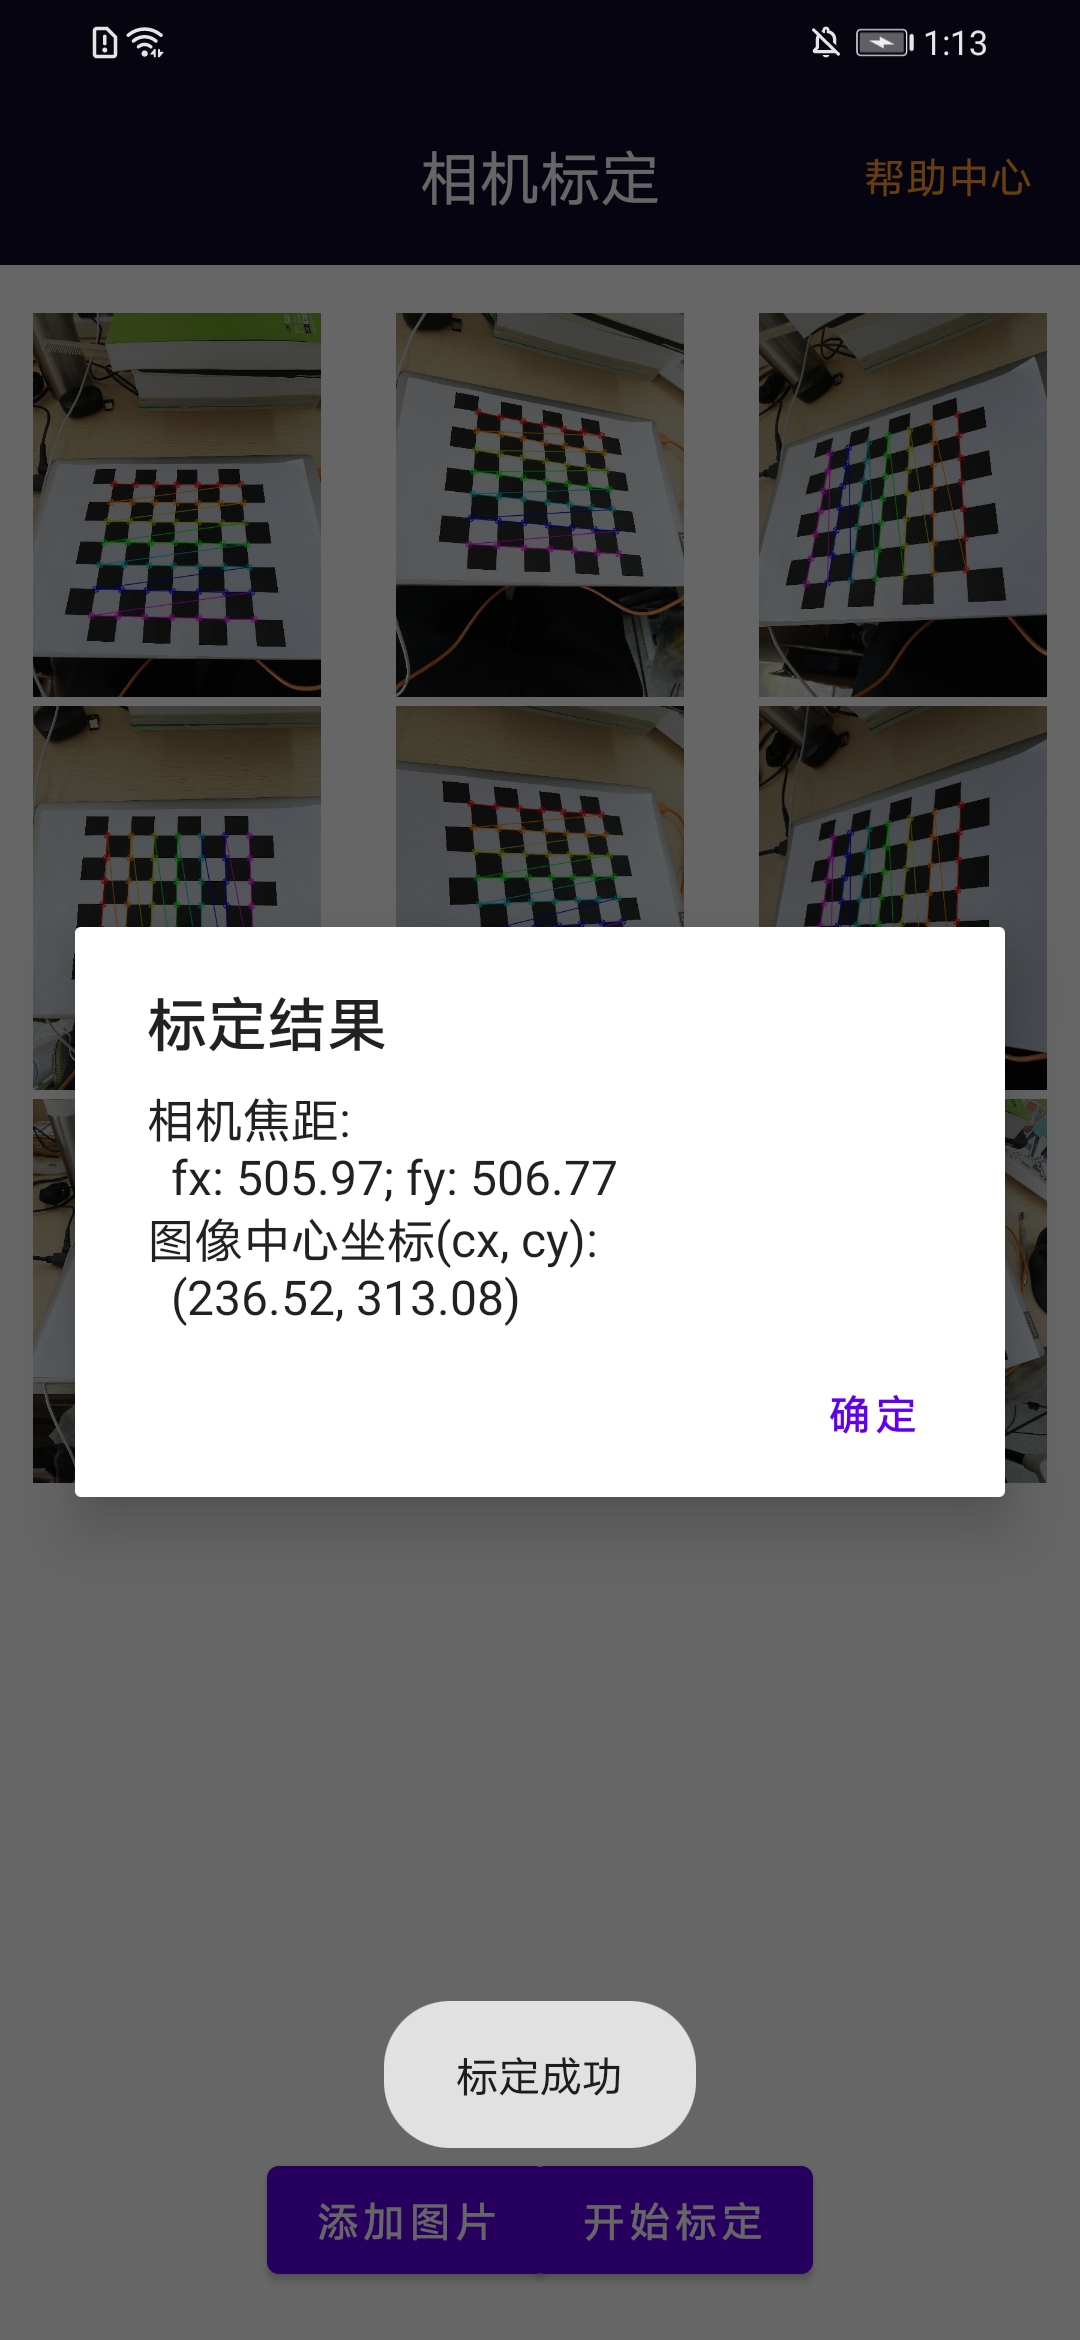 1:13
相机标定
帮助中心
标定结果
相机焦距:
fx: 505.97; fy: 506.77
图像中心坐标(cx, cy):
(236.52, 313.08)
确定
标定成功
添加图片
开始标定